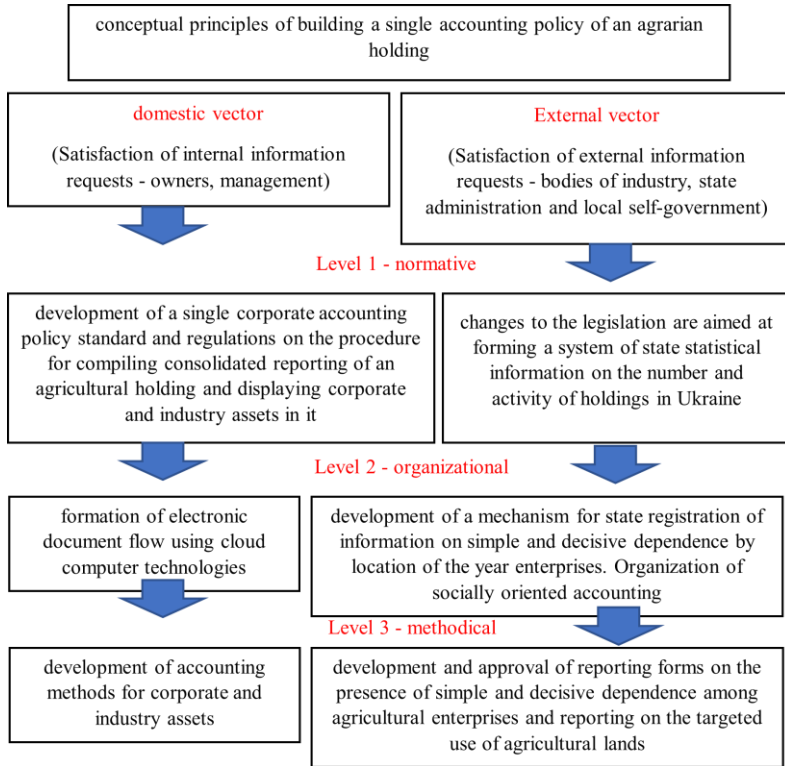 conceptual principles of building a single accounting policy of an agrarian
holding
domestic vector
(Satisfaction of internal information
requests - owners, management)
External vector
(Satisfaction of external information
requests - bodies of industry, state
administration and local self-government)
Level 1 - normative
development of a single corporate accounting
policy standard and regulations on the procedure
for compiling consolidated reporting of an
agricultural holding and displaying corporate
and industry assets in it
changes to the legislation are aimed at
forming a system of state statistical
information on the number and
activity of holdings in Ukraine
Level 2 - organizational
formation of electronic
document flow using cloud
computer technologies
development of a mechanism for state registration of
information on simple and decisive dependence by
location of the year enterprises. Organization of
socially oriented accounting
Level 3 - methodical
development of accounting
methods for corporate and
industry assets
development and approval of reporting forms on the
presence of simple and decisive dependence among
agricultural enterprises and reporting on the targeted
use of agricultural lands